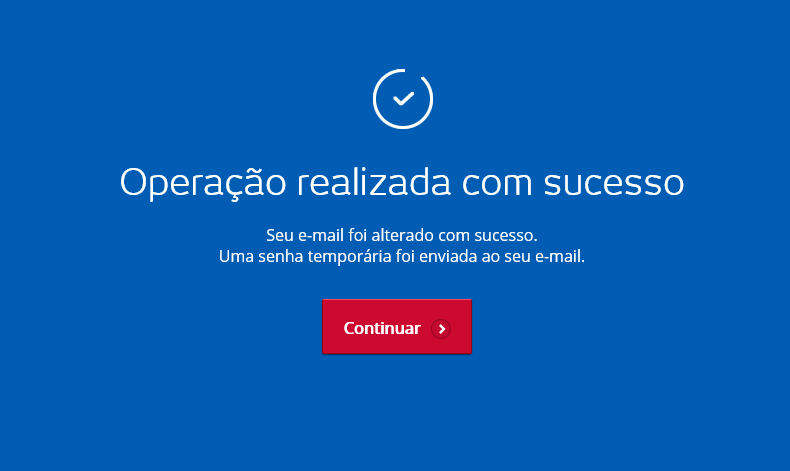 Operação realizada com sucesso
Seu e-mail foi alterado com sucesso.
Uma senha temporária foi enviada ao seu e-mail.
Continuar